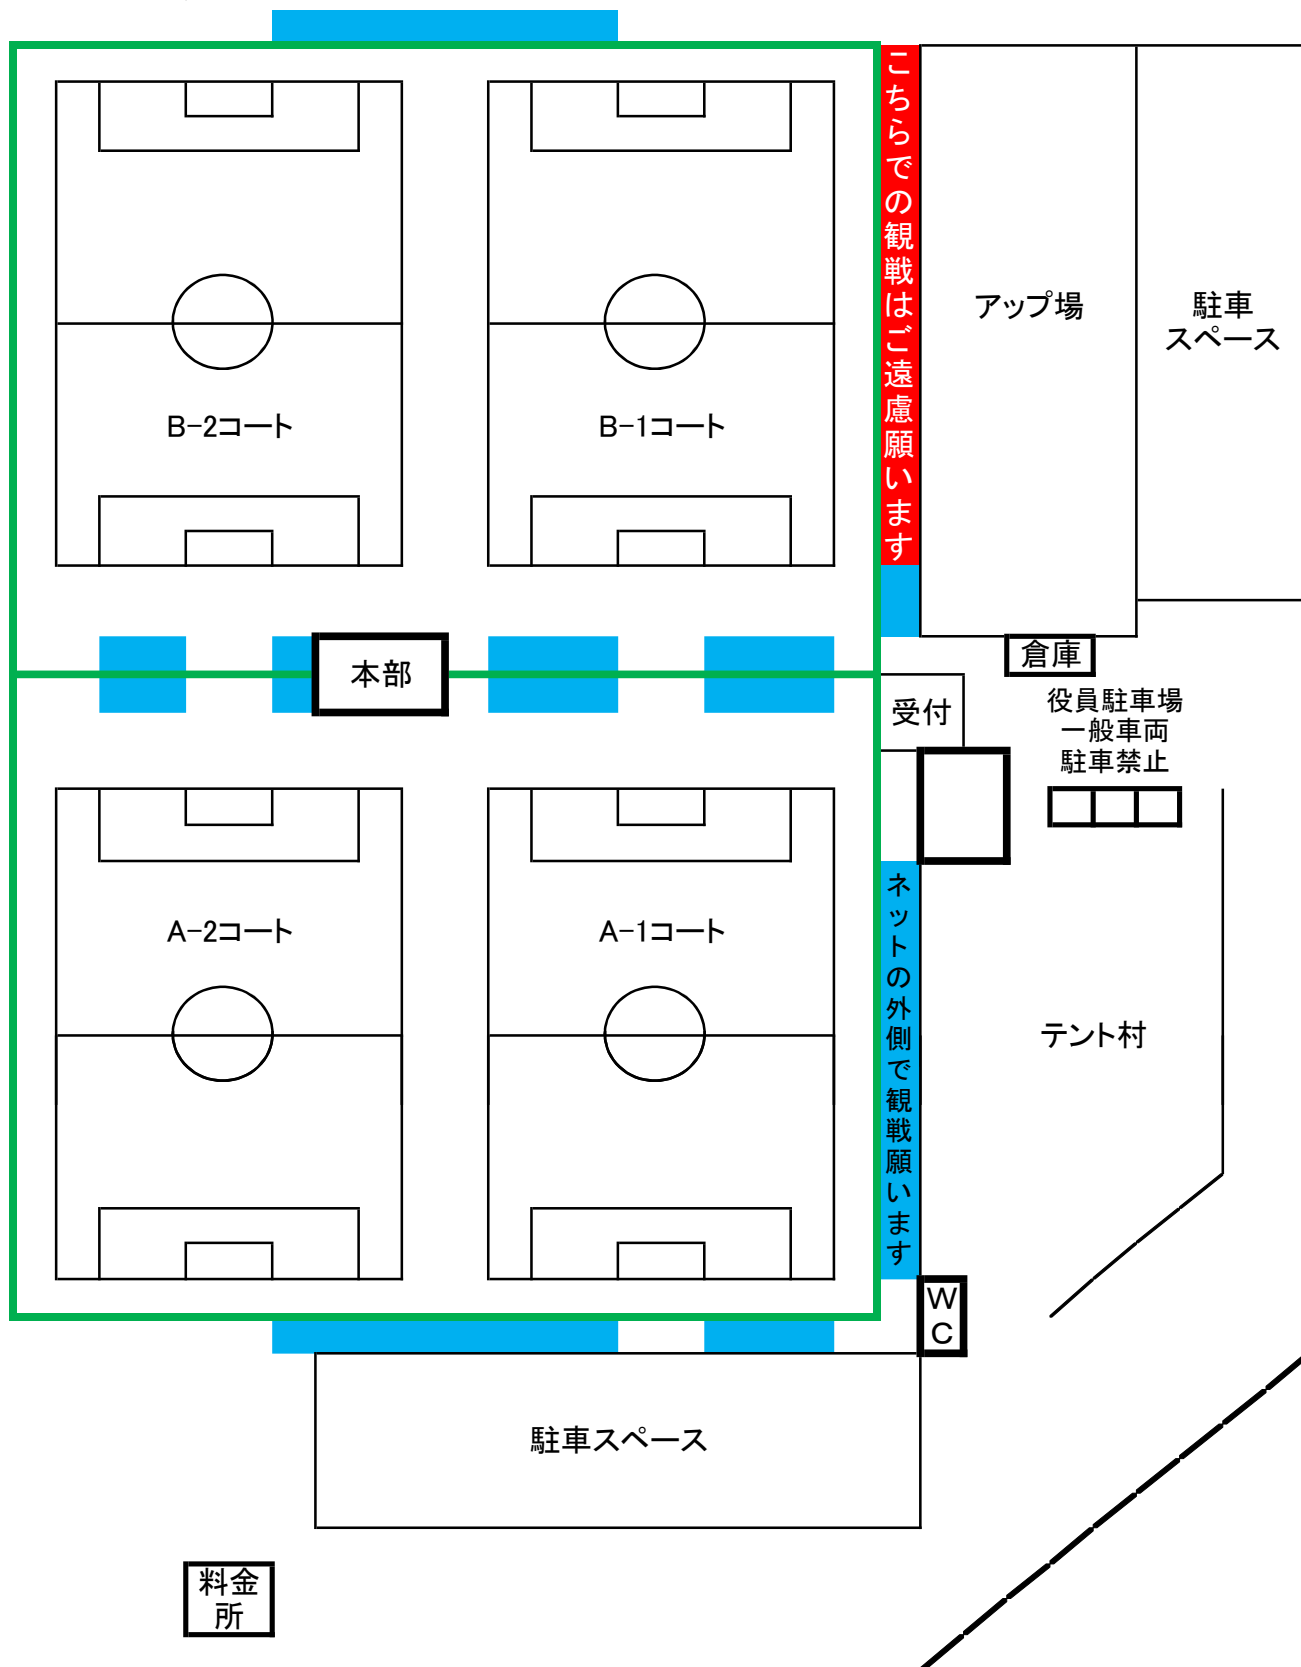 こちらでの観戦はご遠慮願います
アップ場
駐車
スペース
B-2コート
B-1コート
本部
倉庫
受付
役員駐車場
一般車両
駐車禁止
ネットの外側で観戦願います
A-2コート
A-1コート
テント村
W
C
駐車スペース
料金
所